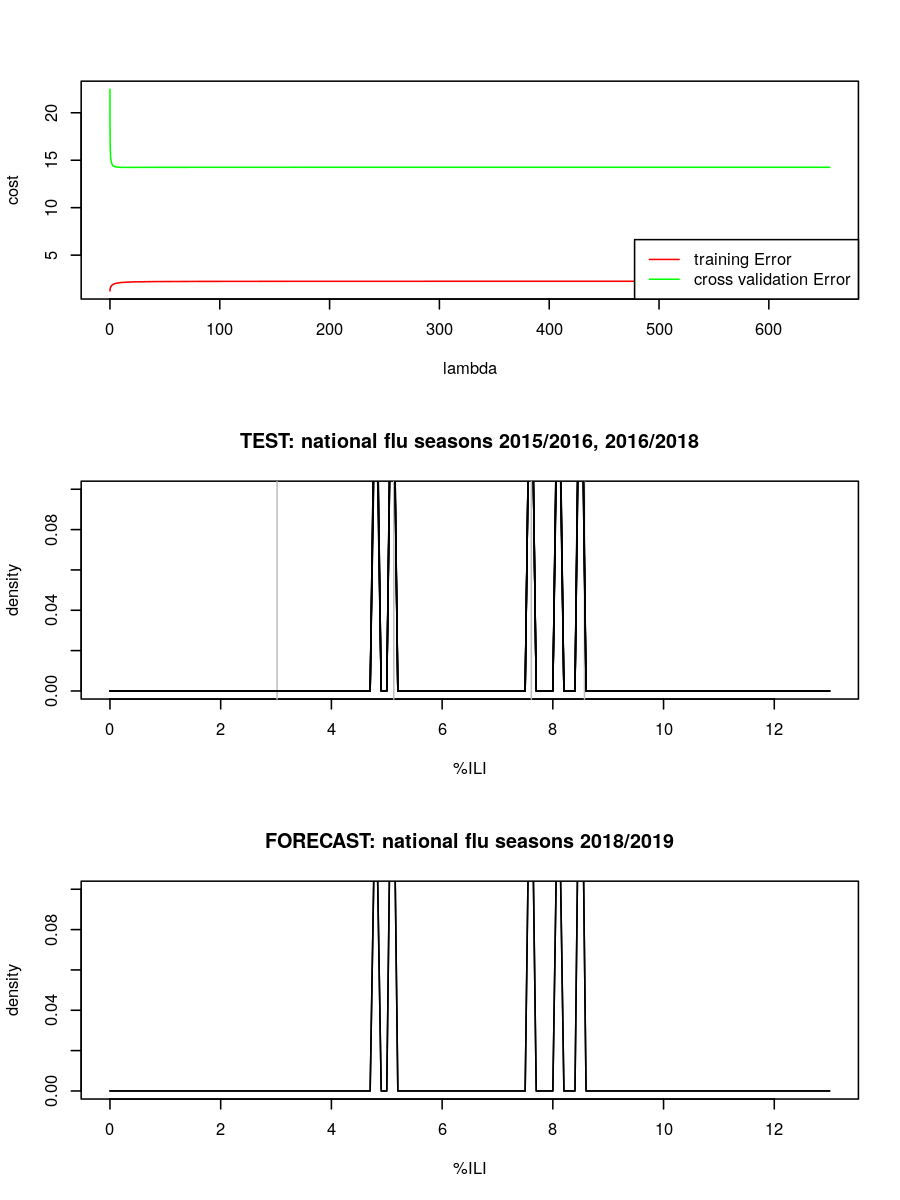 20
15
10
5
cost
training Error
cross validation Error
0 100 200 300 400 500 600
lambda
TEST: national flu seasons 2015/2016, 2016/2018
0.08
0.04
0.00
density
0 2 4 6 8 10 12
%ILI
FORECAST: national flu seasons 2018/2019
0.08
0.04
0.00
density
0 2 4 6 8 10 12
%ILI